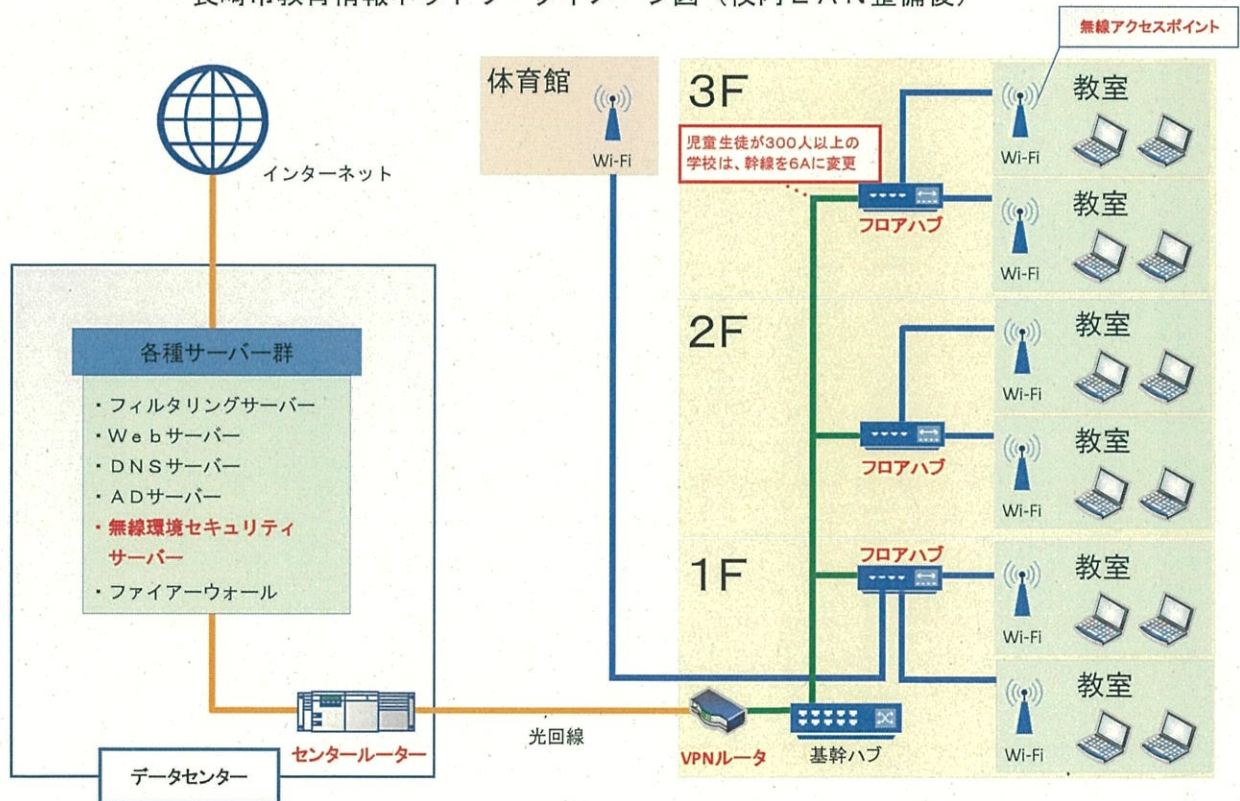 無線アクセスポイント
インターネット
体育館
Wi-Fi
各種サーバー群
・フィルタリングサーバー
・Webサーバー
・DNSサーバー
・ADサーバー
・無線環境セキュリティ
サーバー
・ファイアーウォール
センタールーター
データセンター
光回線
VPNルータ
基幹ハブ
3F
児童生徒が300人以上の
学校は、幹線を6Aに変更
フロアハブ
教室
Wi-Fi
教室
Wi-Fi
2F
フロアハブ
教室
Wi-Fi
教室
Wi-Fi
1F
フロアハブ
教室
Wi-Fi
教室
Wi-Fi